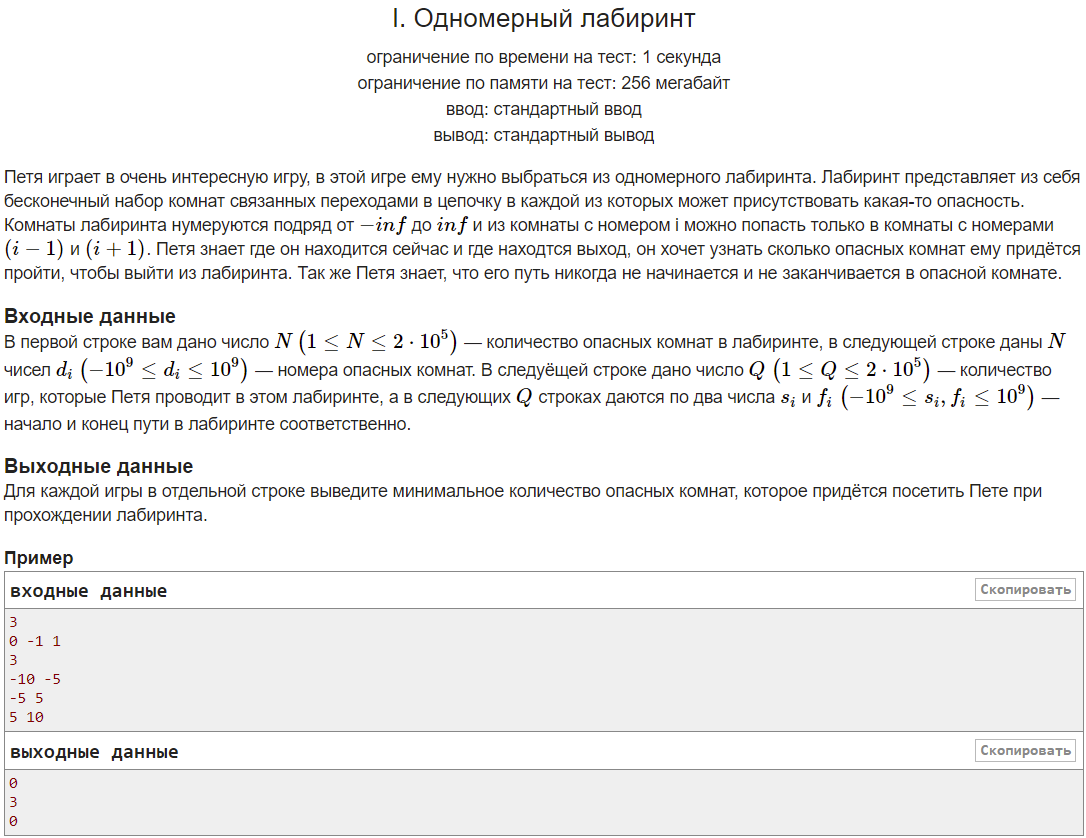 I. Одномерный лабиринт
ограничение по времени на тест: 1 секунда
ограничение по памяти на тест: 256 мегабайт
ввод: стандартный ввод
вывод: стандартный вывод
Петя играет в очень интересную игру, в этой игре ему нужно выбраться из одномерного лабиринта. Лабиринт представляет из себя
бесконечный набор комнат связанных переходами в цепочку в каждой из которых может присутствовать какая-то опасность.
Комнаты лабиринта нумеруются подряд от −inf до inf и из комнаты с номером i можно попасть только в комнаты с номерами
(i − 1) и (i + 1). Петя знает где он находится сейчас и где находтся выход, он хочет узнать сколько опасных комнат ему придётся
пройти, чтобы выйти из лабиринта. Так же Петя знает, что его путь никогда не начинается и не заканчивается в опасной комнате.
Входные данные
В первой строке вам дано число N (1 ≤ N ≤ 2 · 10^5) — количество опасных комнат в лабиринте, в следующей строке даны N
чисел d_i (−10^9 ≤ d_i ≤ 10^9) — номера опасных комнат. В следуёщей строке дано число Q (1 ≤ Q ≤ 2 · 10^5) — количество
игр, которые Петя проводит в этом лабиринте, а в следующих Q строках даются по два числа s_i и f_i (−10^9 ≤ s_i, f_i ≤ 10^9) —
начало и конец пути в лабиринте соответственно.
Выходные данные
Для каждой игры в отдельной строке выведите минимальное количество опасных комнат, которое придётся посетить Пете при
прохождении лабиринта.
Пример
входные данные Скопировать
3
0 -1 1
3
-10 -5
-5 5
5 10
выходные данные Скопировать
0
3
0